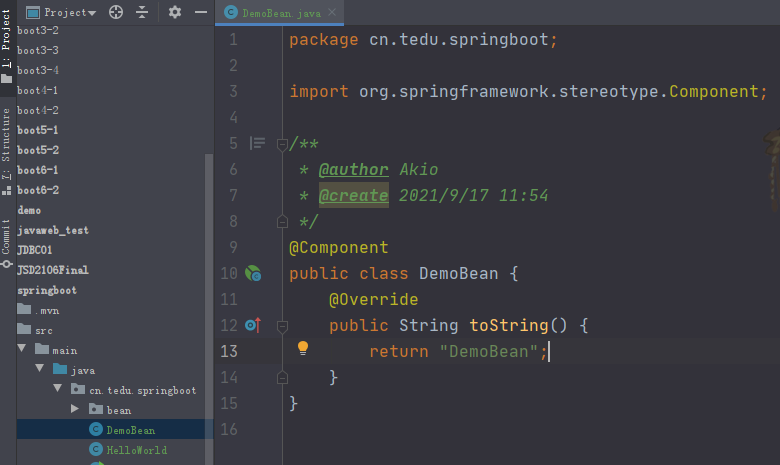 1: Project
Z: Structure
Commit
Project
boot3-2
boot3-3
boot3-4
boot4-1
boot4-2
boot5-1
boot5-2
boot6-1
boot6-2
demo
javaweb_test
JDBC01
JSD2106Final
springboot
.mvn
src
main
java
cn.tedu.springboot
bean
DemoBean
HelloWorld
DemoBean.java
1 package cn.tedu.springboot;
2
3 import org.springframework.stereotype.Component;
4
5 /**
6 * @author Akio
7 * @create 2021/9/17 11:54
8 */
9 @Component
10 public class DemoBean {
11 @Override
12 public String toString() {
13 return "DemoBean";
14 }
15 }
16